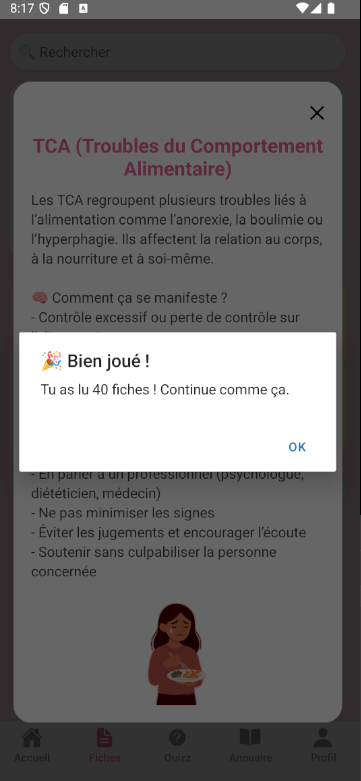 8:17
Rechercher
TCA (Troubles du Comportement
Alimentaire)
Les TCA regroupent plusieurs troubles liés à
l'alimentation comme l'anorexie, la boulimie ou
l'hyperphagie. Ils affectent la relation au corps,
à la nourriture et à soi-même.
🧠 Comment ça se manifeste ?
- Contrôle excessif ou perte de contrôle sur
🎉 Bien joué !
Tu as lu 40 fiches ! Continue comme ça.
OK
- En parler à un professionnel (psychologue,
diététicien, médecin)
- Ne pas minimiser les signes
- Éviter les jugements et encourager l'écoute
- Soutenir sans culpabiliser la personne
concernée
Accueil
Fiches
Quizz
Annuaire
Profil